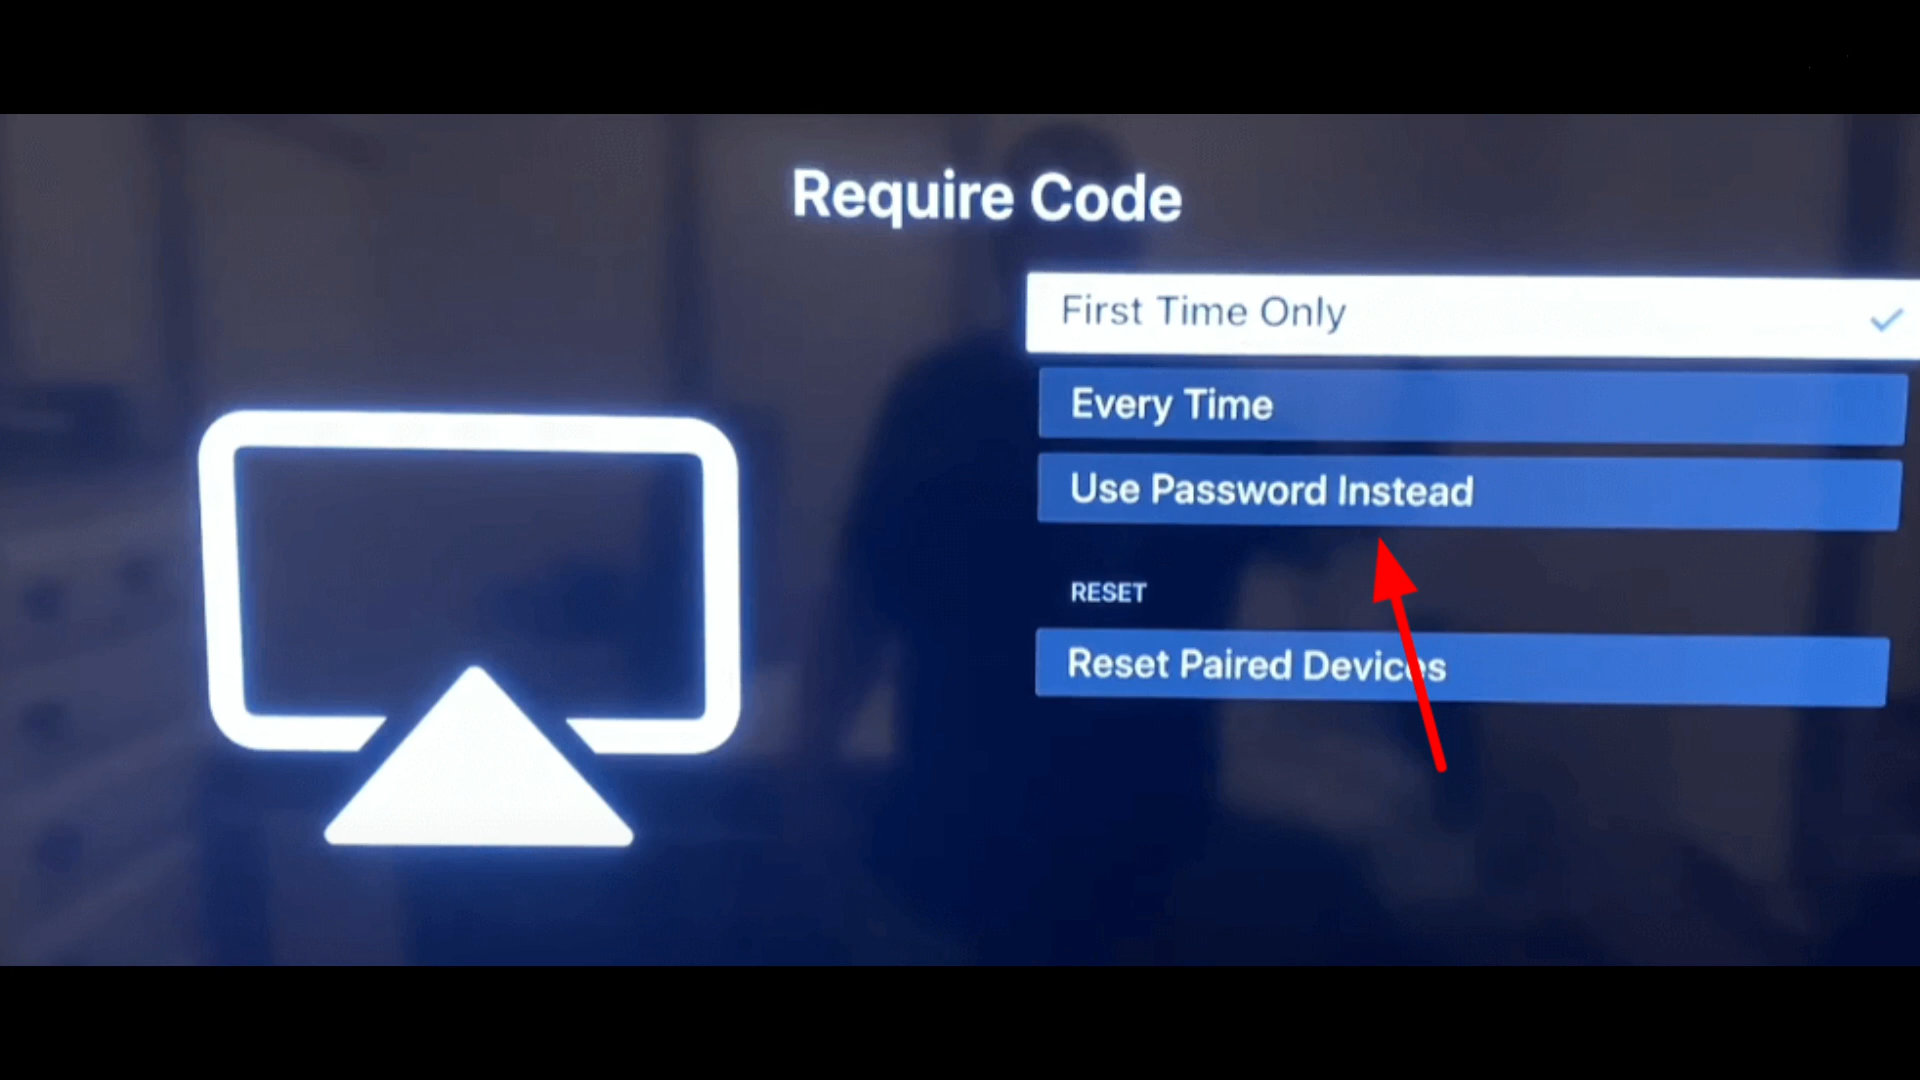 Require Code
First Time Only
Every Time
Use Password Instead
RESET
Reset Paired Devices